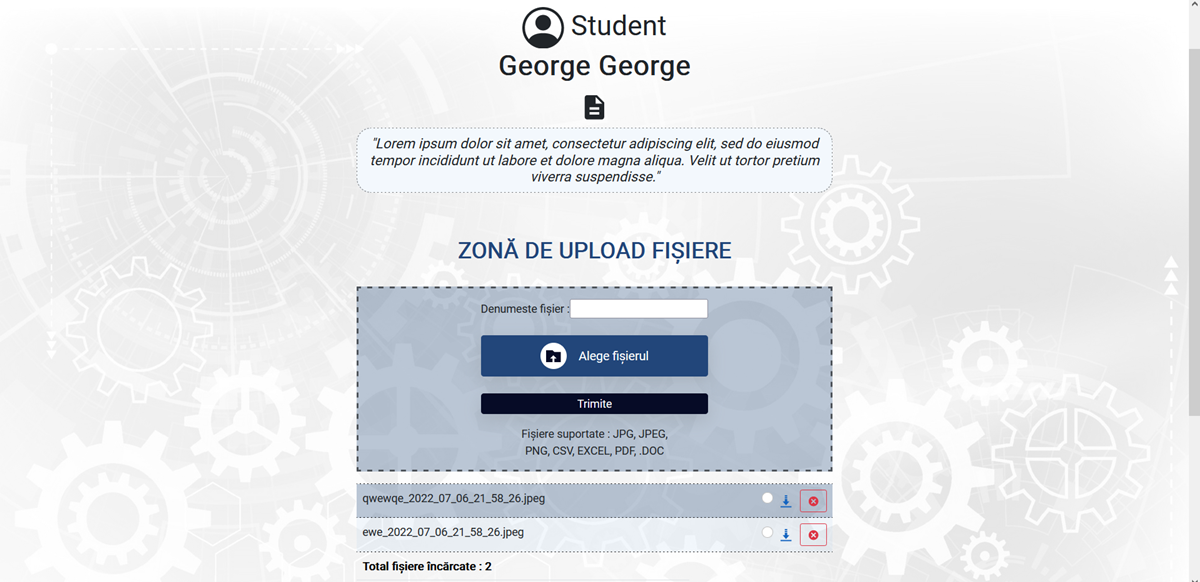 Student
George George
"Lorem ipsum dolor sit amet, consectetur adipiscing elit, sed do eiusmod
tempor incididunt ut labore et dolore magna aliqua. Velit ut tortor pretium
viverra suspendisse."
ZONĂ DE UPLOAD FIȘIERE
Denumeste fișier :
Alege fișierul
Trimite
Fișiere suportate : JPG, JPEG,
PNG, CSV, EXCEL, PDF, .DOC
qwewqe_2022_07_06_21_58_26.jpeg
ewe_2022_07_06_21_58_26.jpeg
Total fișiere încărcate : 2